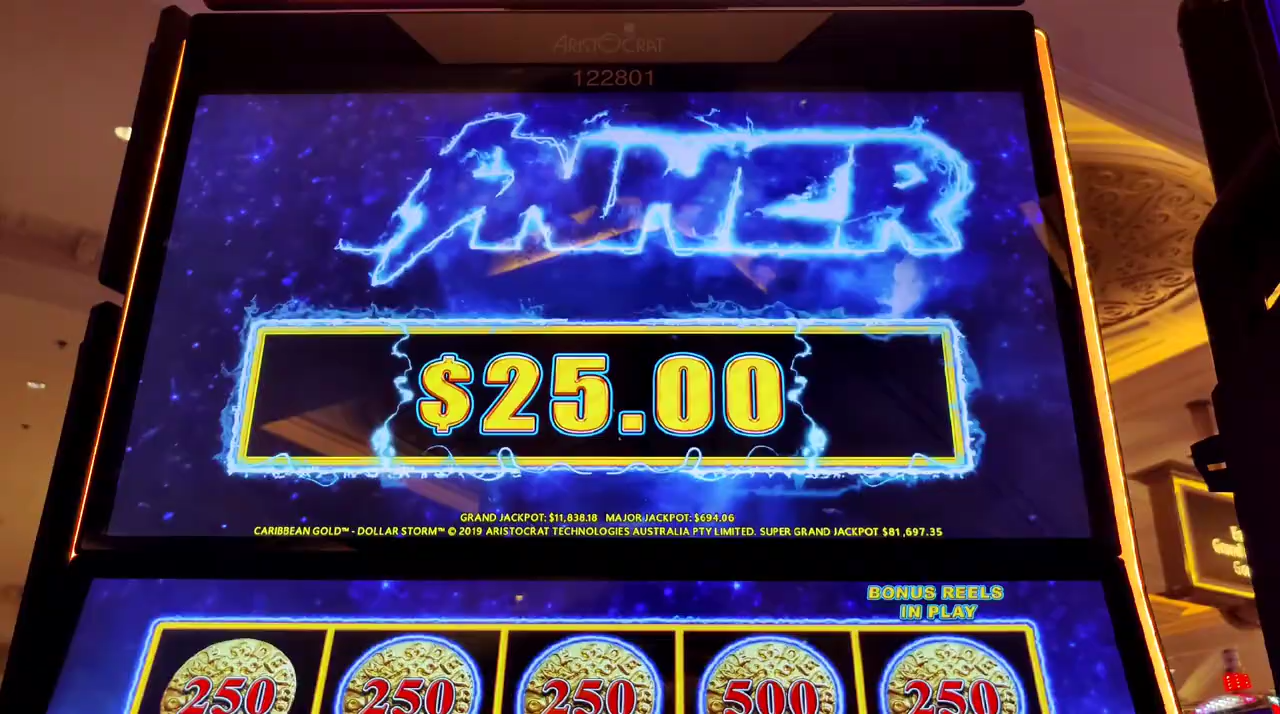 ARISTOCRAT
122801
$25.00
GRAND JACKPOT: $11,838.18 MAJOR JACKPOT: $694.06
CARIBBEAN GOLD™ - DOLLAR STORM™ © 2019 ARISTOCRAT TECHNOLOGIES AUSTRALIA PTY LIMITED. SUPER GRAND JACKPOT $81,697.35
BONUS REELS
IN PLAY
250 250 250 500 250